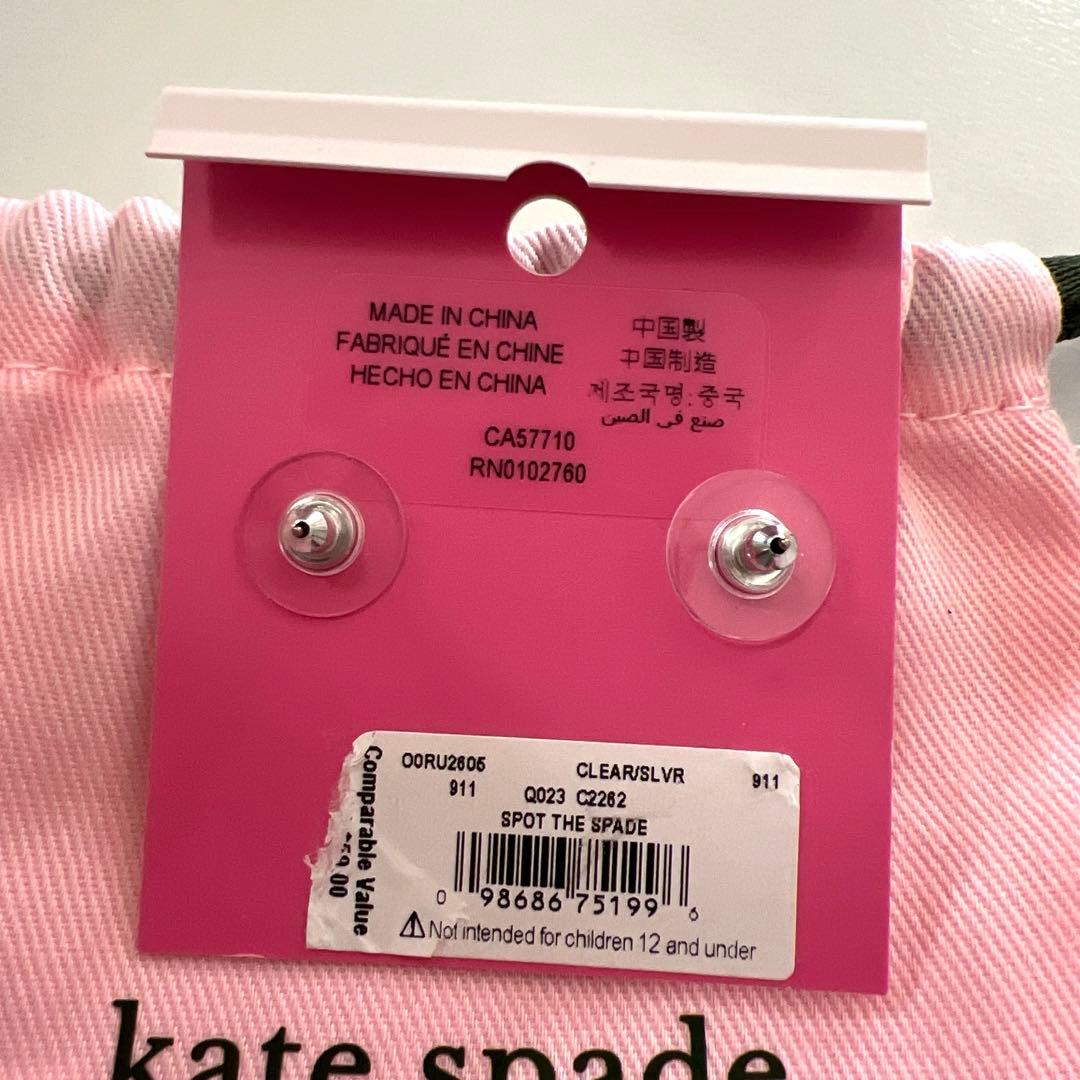 MADE IN CHINA
FABRIQUÉ EN CHINE
HECHO EN CHINA
中国製
中国制造
제조국명:중국
صنع في الصين
CA57710
RN0102760
OORU2605 CLEAR/SLVR 911
911 Q023 C2262
SPOT THE SPADE
0 98686 75199 6
⚠ Not intended for children 12 and under
Comparable Value
kate spade